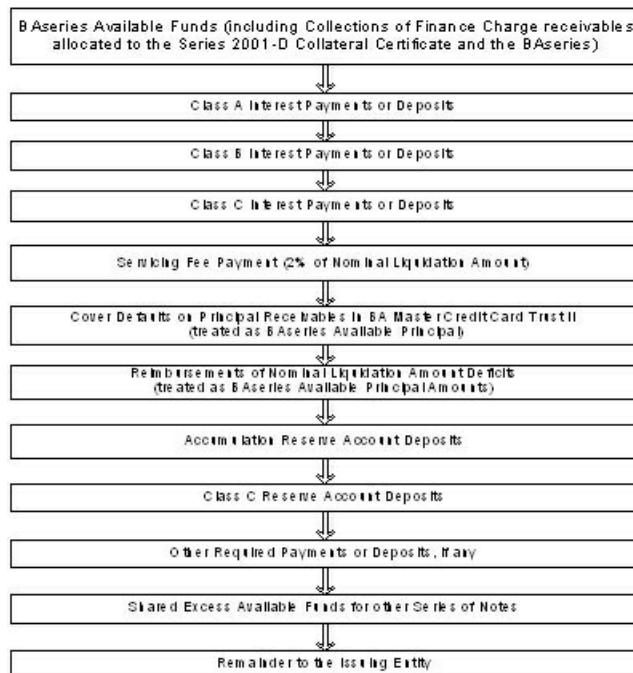 BAseries Available Funds (including Collections of Finance Charge receivables
allocated to the Series 2001-D Collateral Certificate and the BAseries)
Class A Interest Payments or Deposits
Class B Interest Payments or Deposits
Class C Interest Payments or Deposits
Servicing Fee Payment (2% of Nominal Liquidation Amount)
Cover Defaults on Principal Receivables in BA Master Credit Card Trust II
(treated as BAseries Available Principal)
Reimbursements of Nominal Liquidation Amount Deficits
(treated as BAseries Available Principal Amounts)
Accumulation Reserve Account Deposits
Class C Reserve Account Deposits
Other Required Payments or Deposits, if any
Shared Excess Available Funds for other Series of Notes
Remainder to the Issuing Entity